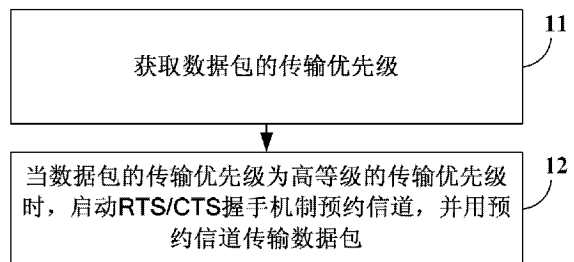 11
获取数据包的传输优先级
当数据包的传输优先级为高等级的传输优先级
时，启动RTS/CTS握手机制预约信道，并用预
约信道传输数据包
12